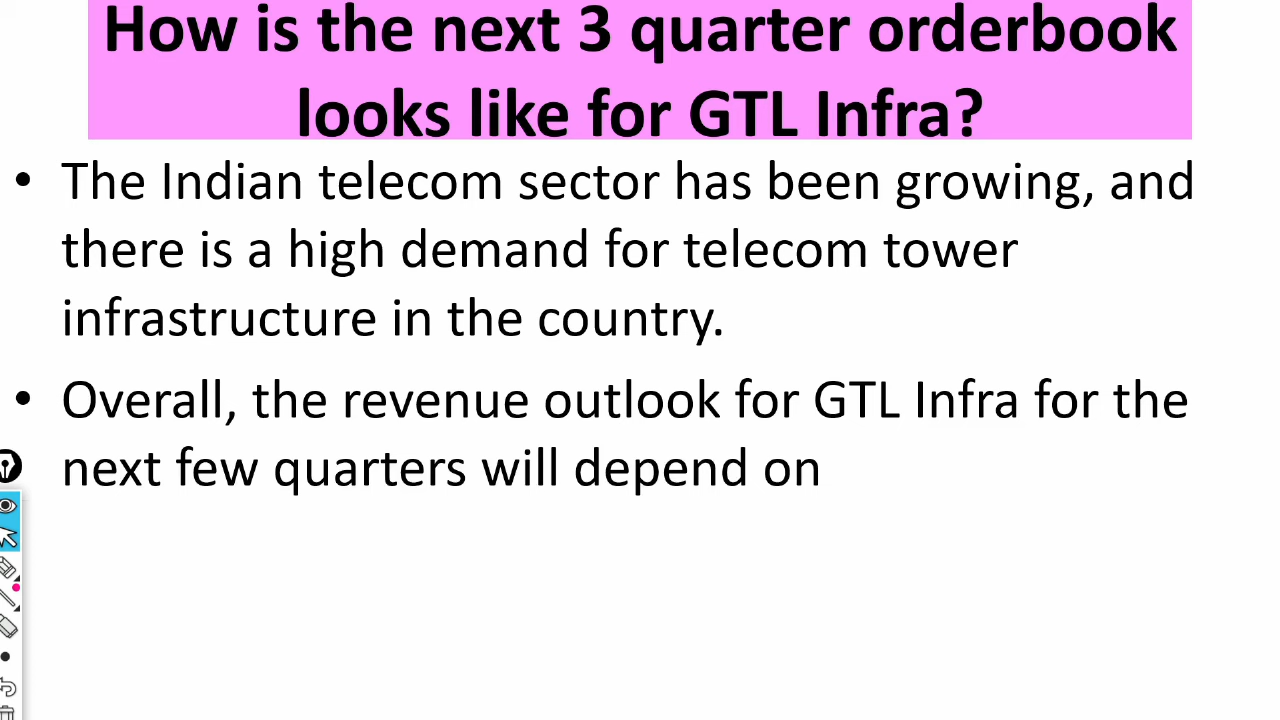 How is the next 3 quarter orderbook
looks like for GTL Infra?
• The Indian telecom sector has been growing, and
there is a high demand for telecom tower
infrastructure in the country.
• Overall, the revenue outlook for GTL Infra for the
next few quarters will depend on